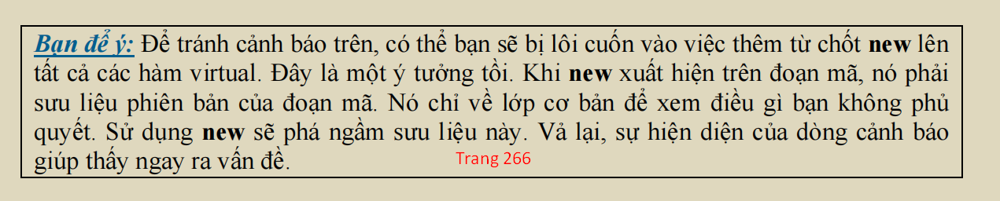 Bạn để ý: Để tránh cảnh báo trên, có thể bạn sẽ bị lôi cuốn vào việc thêm từ chốt new lên
tất cả các hàm virtual. Đây là một ý tưởng tồi. Khi new xuất hiện trên đoạn mã, nó phải
sưu liệu phiên bản của đoạn mã. Nó chỉ về lớp cơ bản để xem điều gì bạn không phủ
quyết. Sử dụng new sẽ phá ngầm sưu liệu này. Vả lại, sự hiện diện của dòng cảnh báo
giúp thấy ngay ra vấn đề.
Trang 266